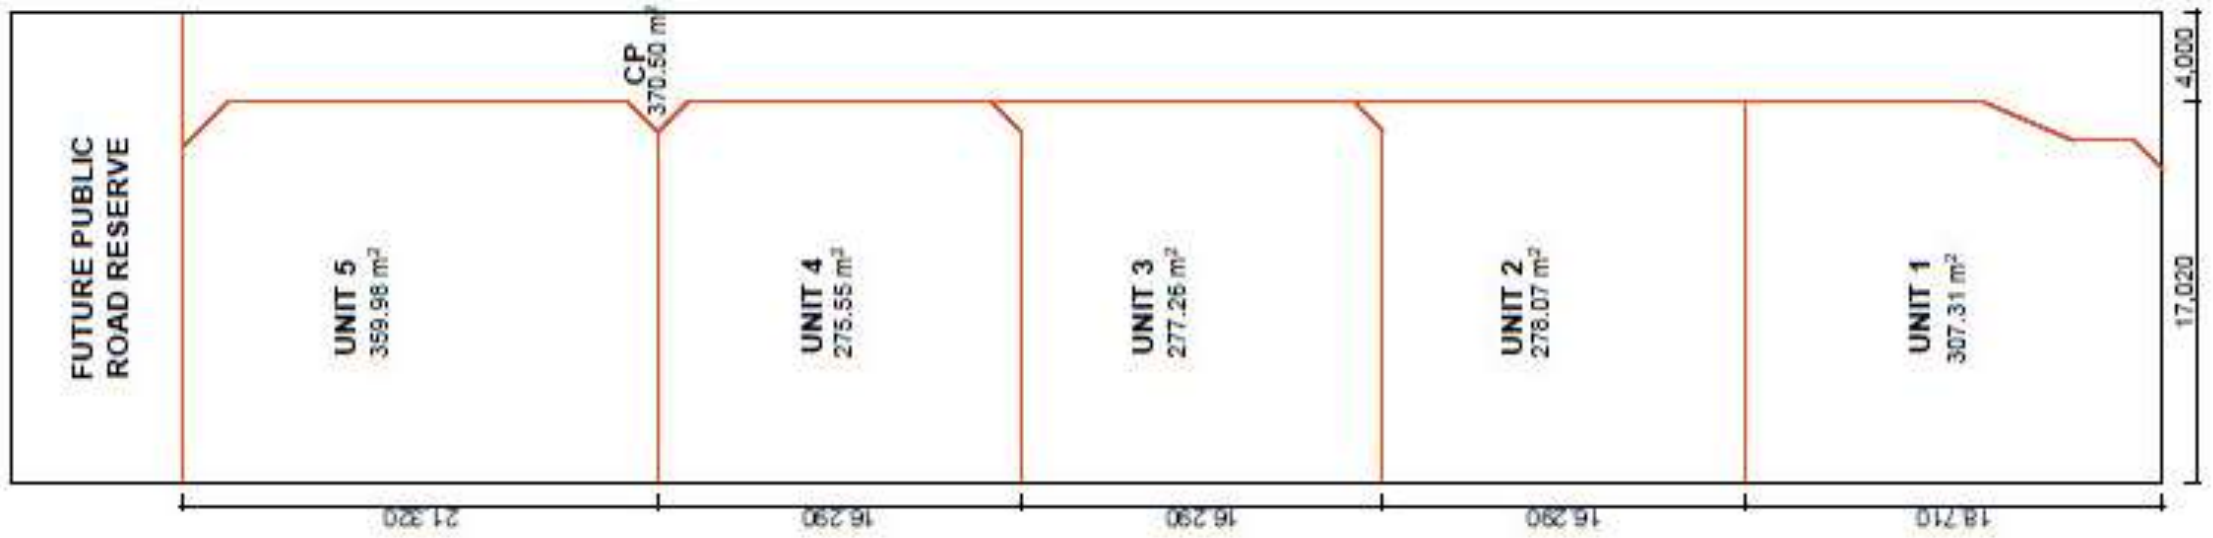 FUTURE PUBLIC
ROAD RESERVE
UNIT 5
359.98 m²
CP
370.50 m²
UNIT 4
275.55 m²
UNIT 3
277.26 m²
UNIT 2
278.07 m²
UNIT 1
307.31 m²
4,000
17,020
21,320
16,290
16,290
16,290
18,710